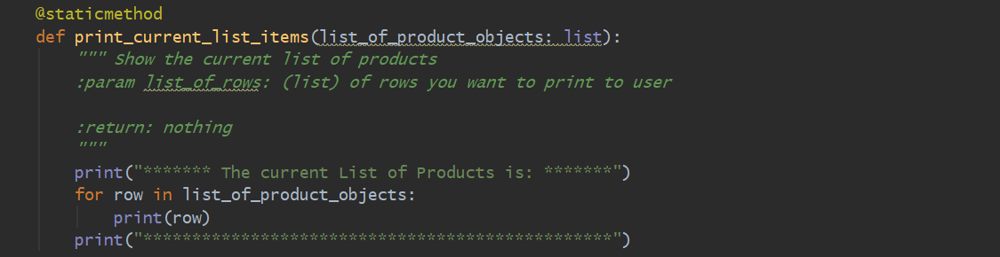 @staticmethod
def print_current_list_items(list_of_product_objects: list):
""" Show the current list of products
:param list_of_rows: (list) of rows you want to print to user
:return: nothing
"""
print("******* The current List of Products is: *******")
for row in list_of_product_objects:
print(row)
print("************************************************")